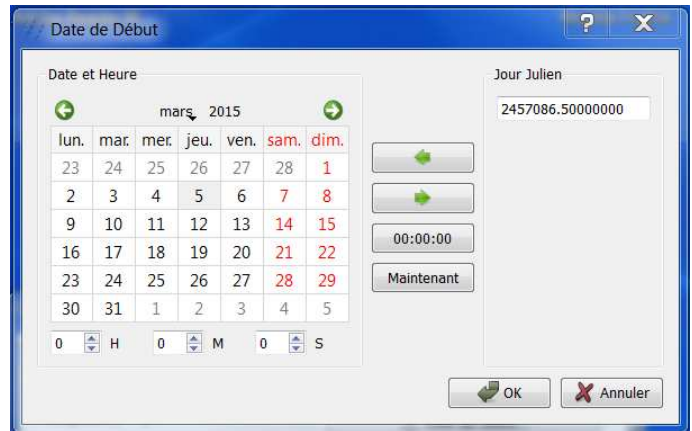 Date de Début
Date et Heure
Jour Julien
mars 2015
2457086.50000000
lun. mar. mer. jeu. ven. sam. dim.
23 24 25 26 27 28 1
2 3 4 5 6 7 8
9 10 11 12 13 14 15
16 17 18 19 20 21 22
23 24 25 26 27 28 29
30 31 1 2 3 4 5
00:00:00
Maintenant
0 H 0 M 0 S
OK
Annuler